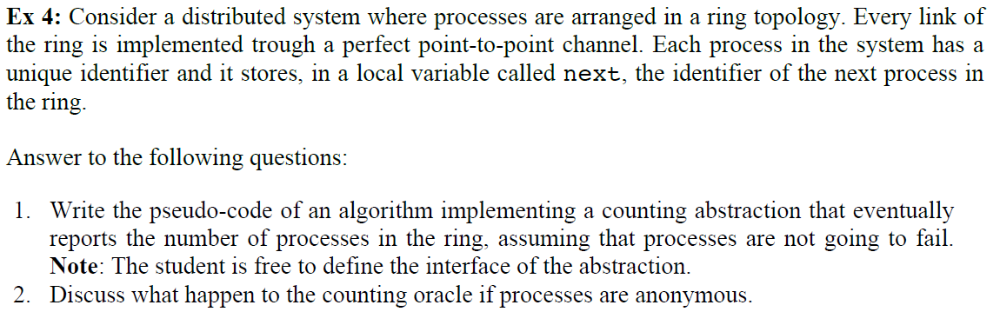 Ex 4: Consider a distributed system where processes are arranged in a ring topology. Every link of
the ring is implemented trough a perfect point-to-point channel. Each process in the system has a
unique identifier and it stores, in a local variable called next, the identifier of the next process in
the ring.
Answer to the following questions:
1. Write the pseudo-code of an algorithm implementing a counting abstraction that eventually
reports the number of processes in the ring, assuming that processes are not going to fail.
Note: The student is free to define the interface of the abstraction.
2. Discuss what happen to the counting oracle if processes are anonymous.